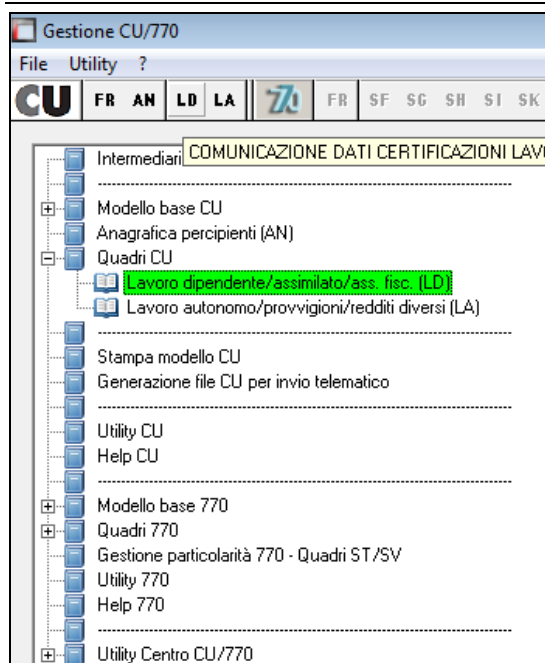 Gestione CU/770
File Utility ?
CU FR AN LD LA 770 FR SF SG SH SI SK
Intermediari COMUNICAZIONE DATI CERTIFICAZIONI LAV
--------------------------------------------------
Modello base CU
Anagrafica percipienti (AN)
Quadri CU
Lavoro dipendente/assimilato/ass. fisc. (LD)
Lavoro autonomo/provvigioni/redditi diversi (LA)
--------------------------------------------------
Stampa modello CU
Generazione file CU per invio telematico
--------------------------------------------------
Utility CU
Help CU
--------------------------------------------------
Modello base 770
Quadri 770
Gestione particolarità 770 - Quadri ST/SV
Utility 770
Help 770
--------------------------------------------------
Utility Centro CU/770